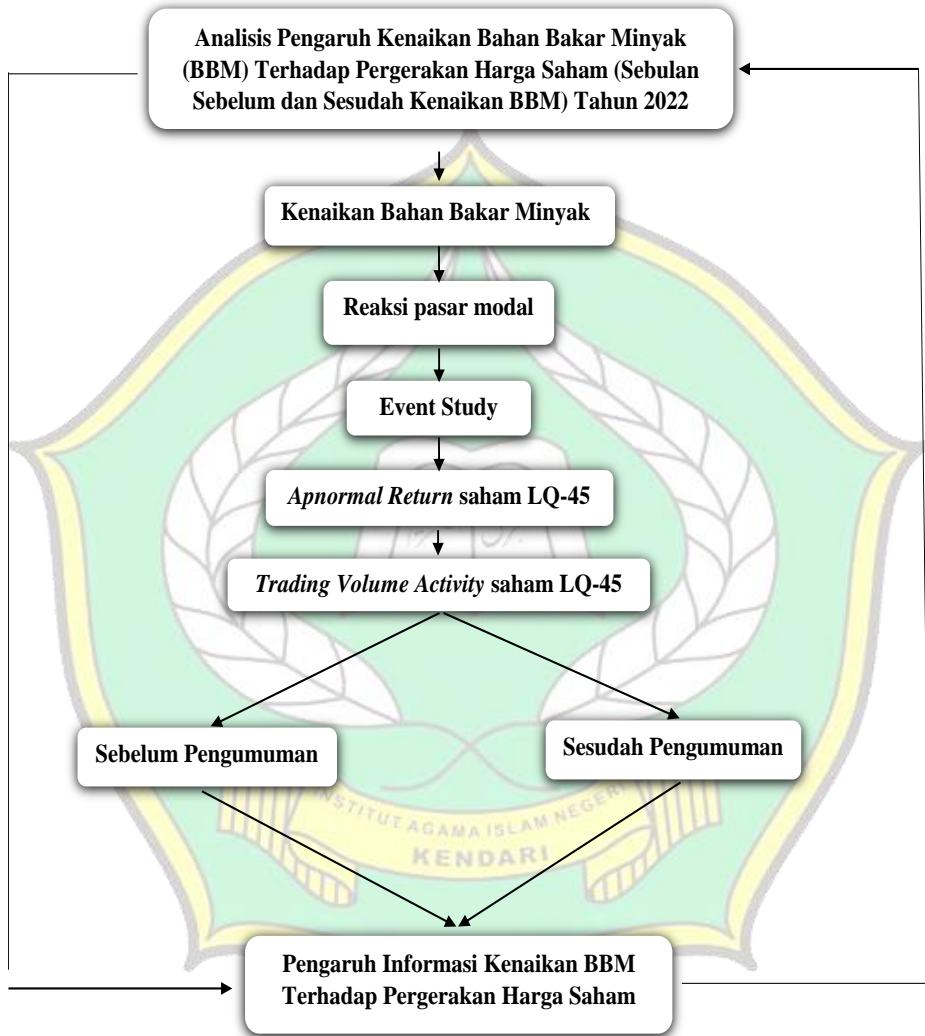 Analisis Pengaruh Kenaikan Bahan Bakar Minyak
(BBM) Terhadap Pergerakan Harga Saham (Sebulan
Sebelum dan Sesudah Kenaikan BBM) Tahun 2022
Kenaikan Bahan Bakar Minyak
Reaksi pasar modal
Event Study
Apnormal Return saham LQ-45
Trading Volume Activity saham LQ-45
Sebelum Pengumuman
Sesudah Pengumuman
INSTITUT AGAMA ISLAM NEGERI
KENDARI
Pengaruh Informasi Kenaikan BBM
Terhadap Pergerakan Harga Saham